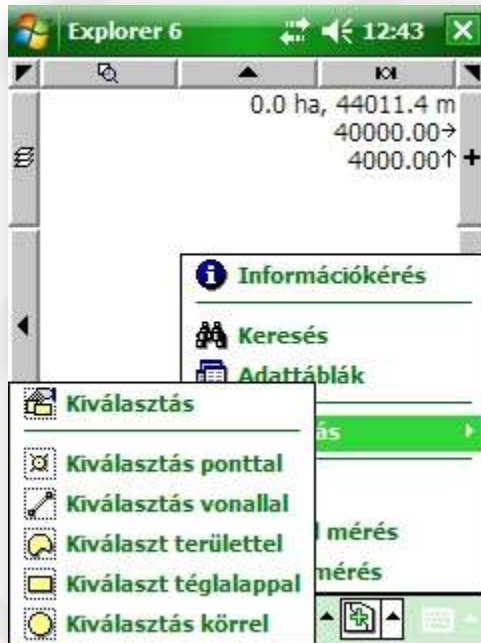 Explorer 6 12:43
0.0 ha, 44011.4 m
40000.00→
4000.00↑
Információkérés
Keresés
Adattáblák
Kiválasztás
ás
Kiválasztás ponttal
Kiválasztás vonallal
mérés
Kiválaszt területtel
mérés
Kiválaszt téglalappal
Kiválasztás körrel